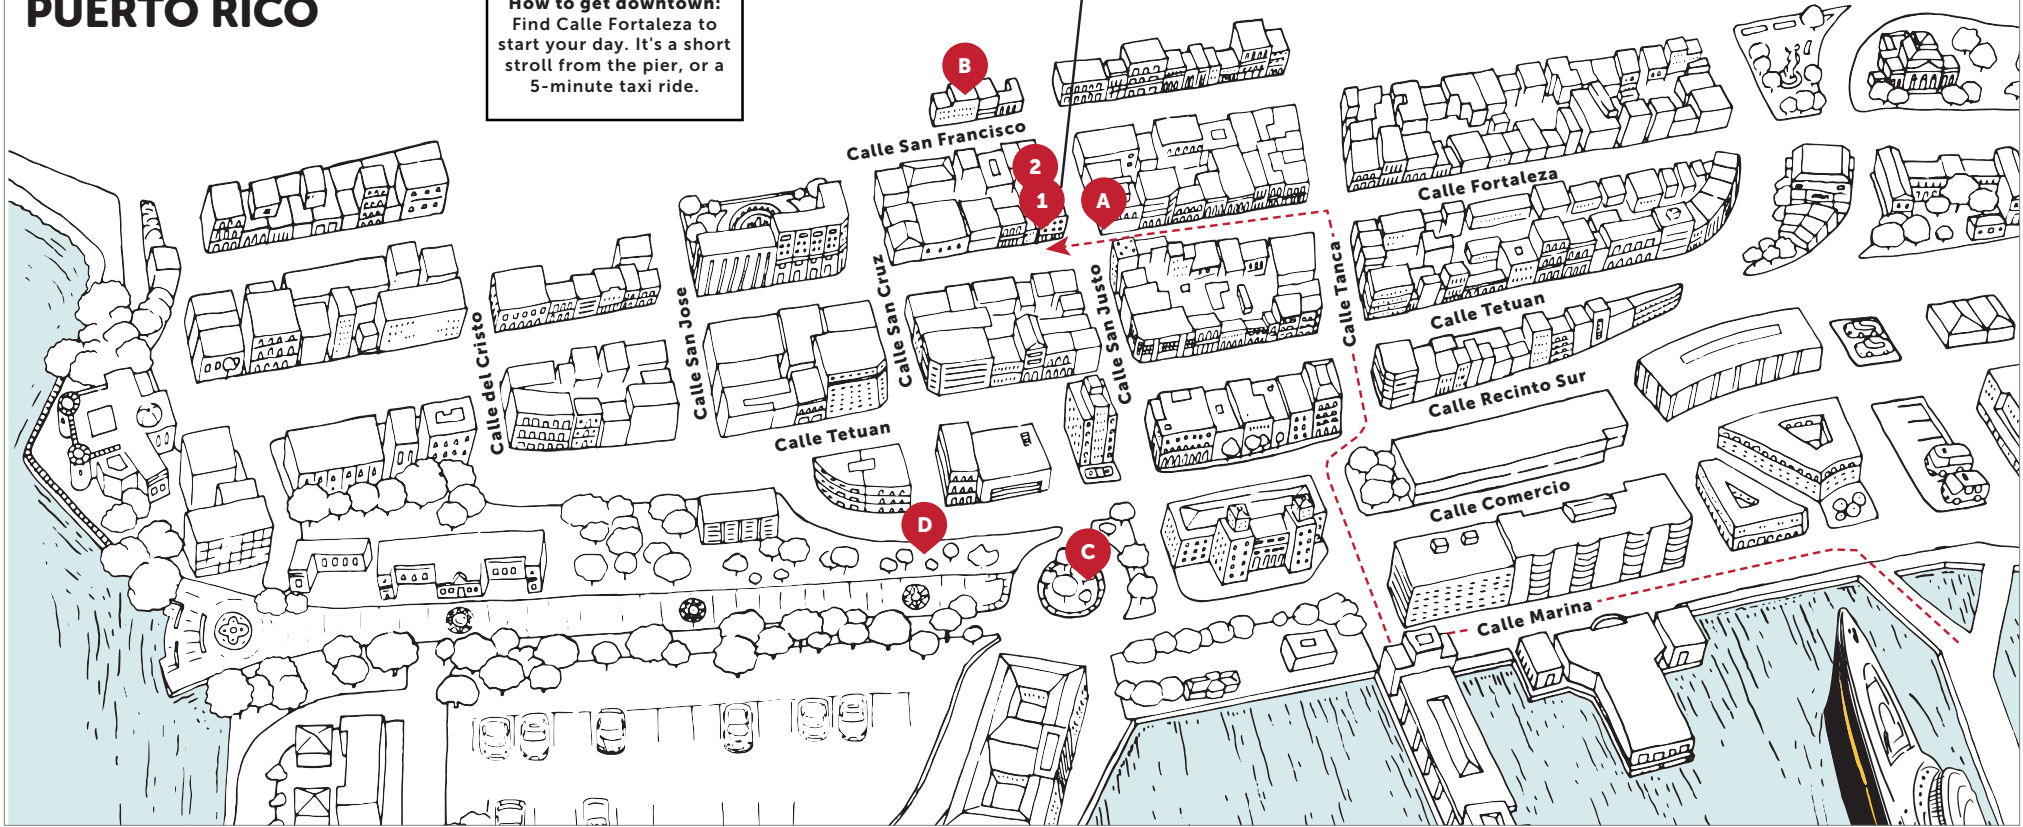 PUERTO RICO
How to get downtown:
Find Calle Fortaleza to
start your day. It's a short
stroll from the pier, or a
5-minute taxi ride.
B
Calle San Francisco
2
1
A
Calle Fortaleza
Calle Tanca
Calle San Justo
Calle San Cruz
Calle San Jose
Calle del Cristo
Calle Tetuan
Calle Recinto Sur
Calle Tetuan
Calle Comercio
D
C
Calle Marina